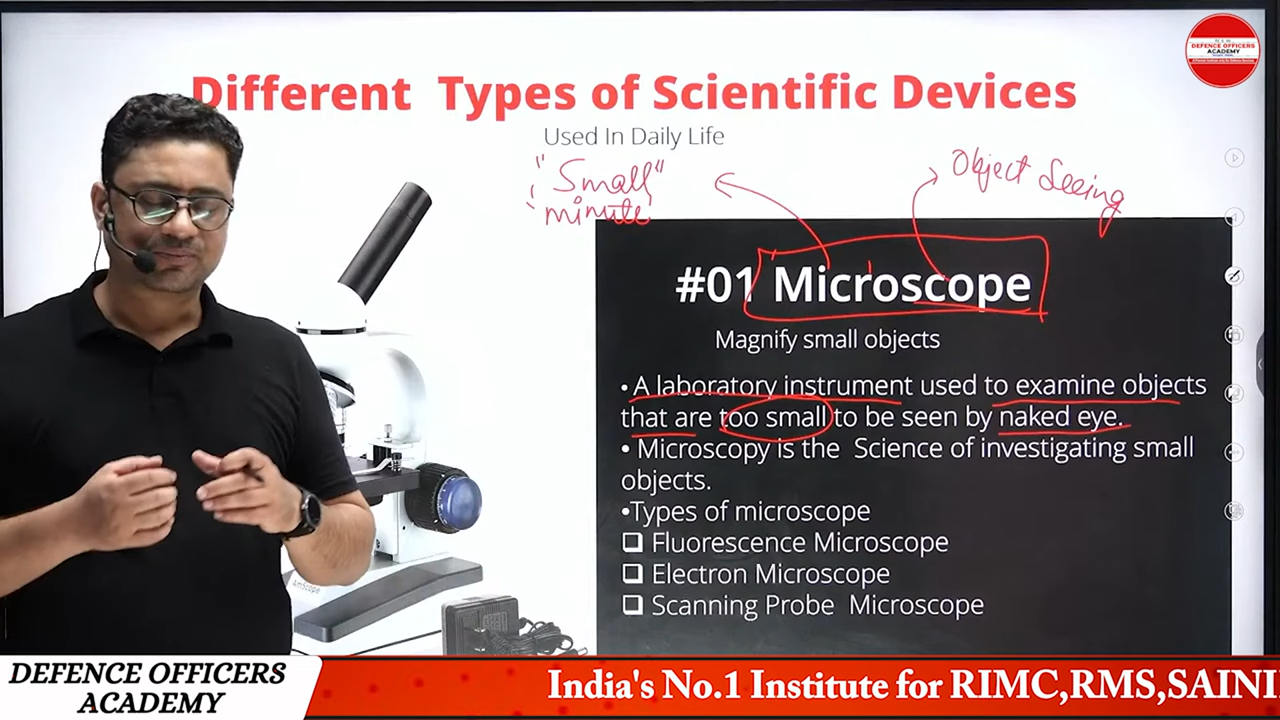 DEFENCE OFFICERS
ACADEMY
Different Types of Scientific Devices
Used In Daily Life
"Small"
minute
Object Seeing
#01 Microscope
Magnify small objects
• A laboratory instrument used to examine objects
that are too small to be seen by naked eye.
• Microscopy is the Science of investigating small
objects.
•Types of microscope
❑ Fluorescence Microscope
❑ Electron Microscope
❑ Scanning Probe Microscope
AmScope
DEFENCE OFFICERS
ACADEMY
India's No.1 Institute for RIMC,RMS,SAINI